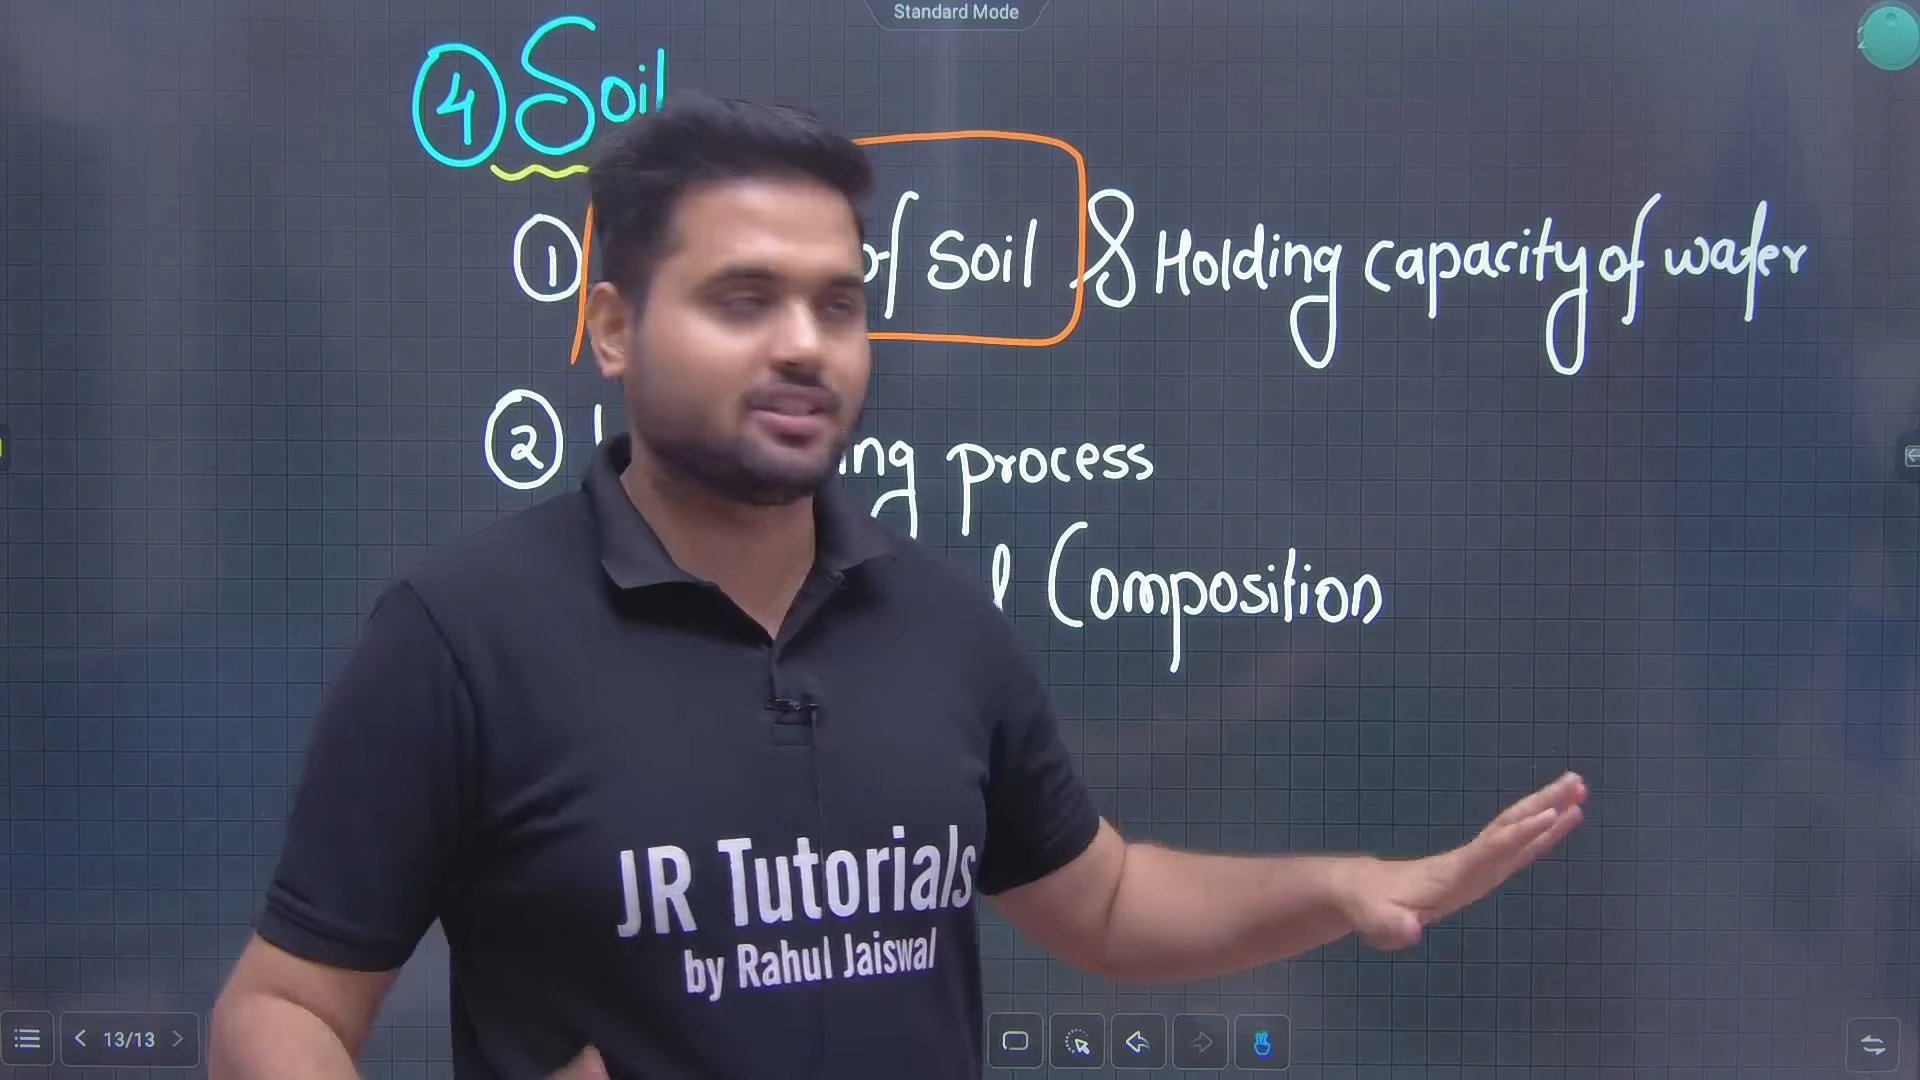 Standard Mode
④ Soil
① of Soil & Holding capacity of water
② ing process
l Composition
JR Tutorials
by Rahul Jaiswal
13/13